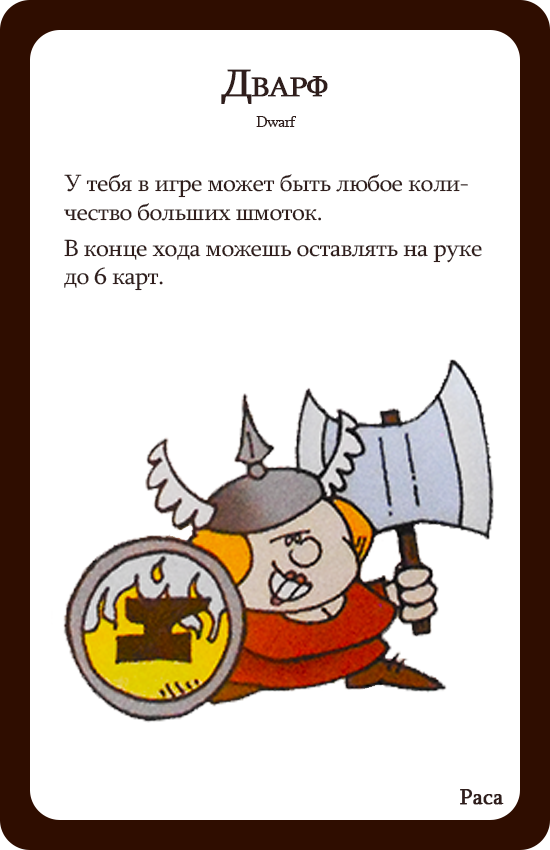 Дварф
Dwarf
У тебя в игре может быть любое коли-
чество больших шмоток.
В конце хода можешь оставлять на руке
до 6 карт.
Раса